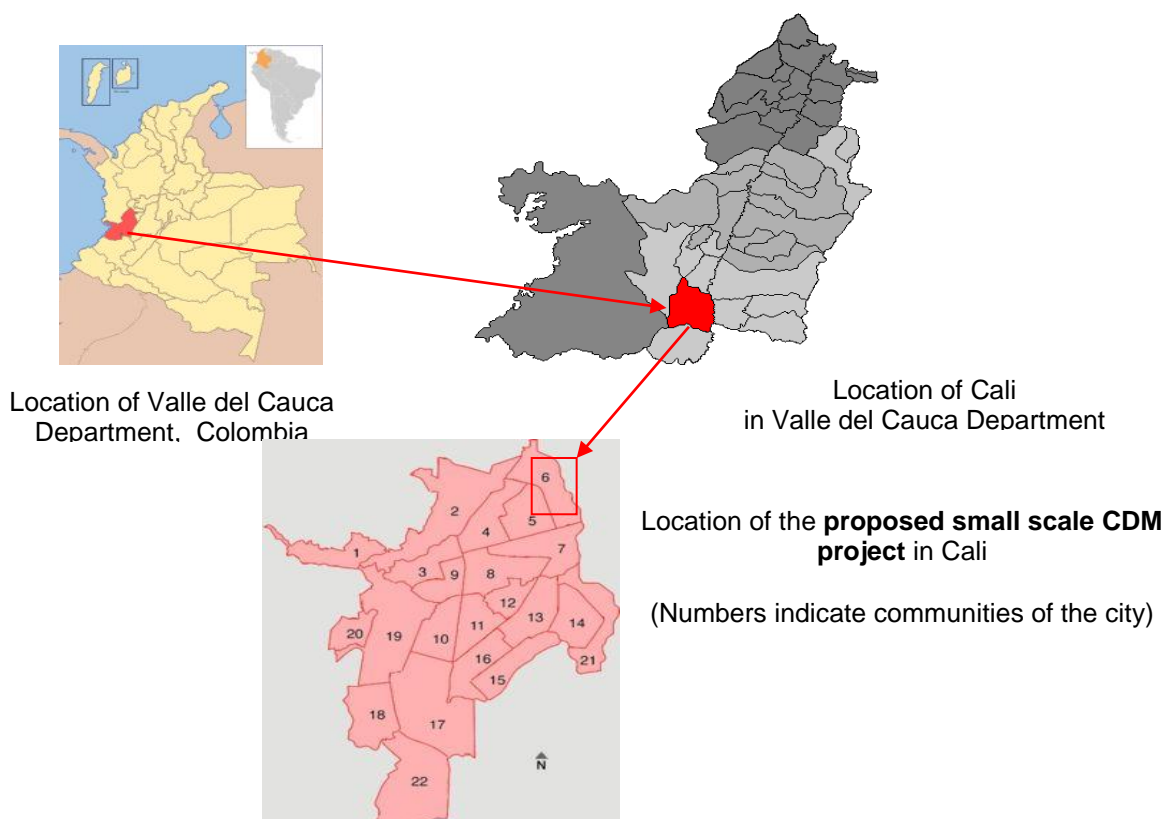 Location of Valle del Cauca
Department, Colombia
Location of Cali
in Valle del Cauca Department
Location of the proposed small scale CDM
project in Cali
(Numbers indicate communities of the city)
6
2
5
4
7
1
3
9
8
12
13
14
20
19
10
11
16
21
15
18
17
N
22